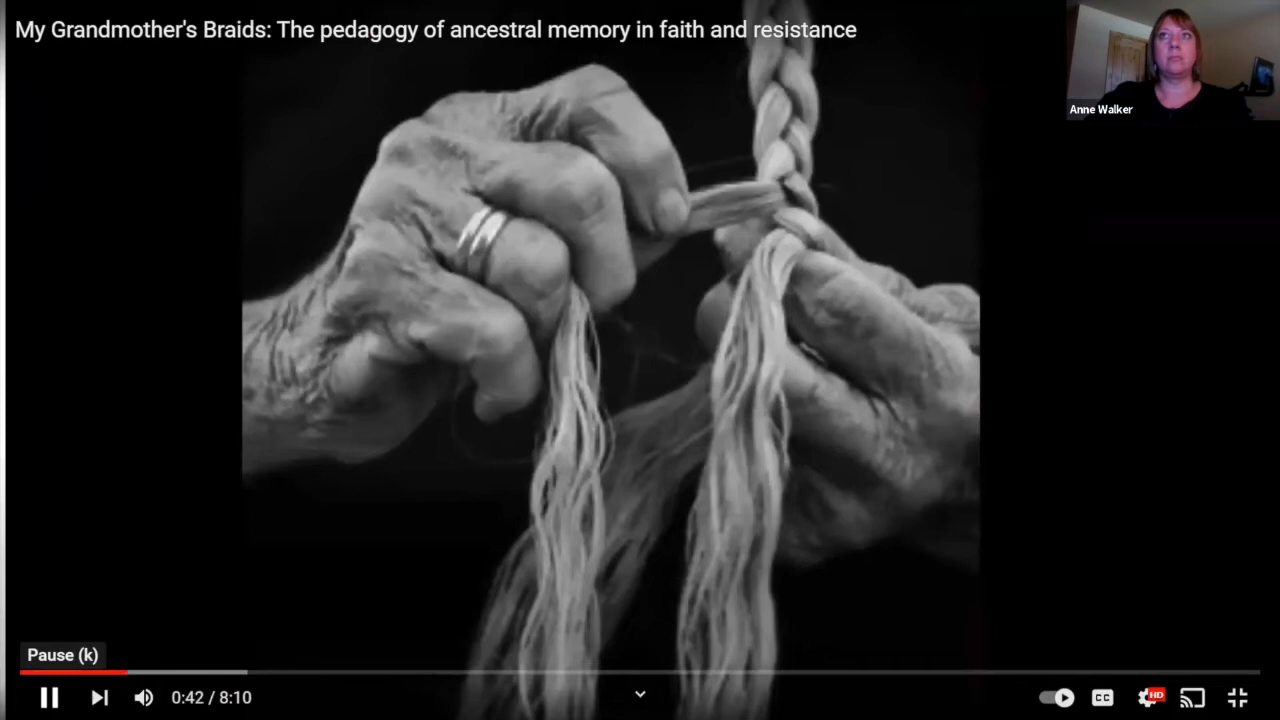 My Grandmother's Braids: The pedagogy of ancestral memory in faith and resistance
Anne Walker
Pause (k)
0:42 / 8:10
CC
HD